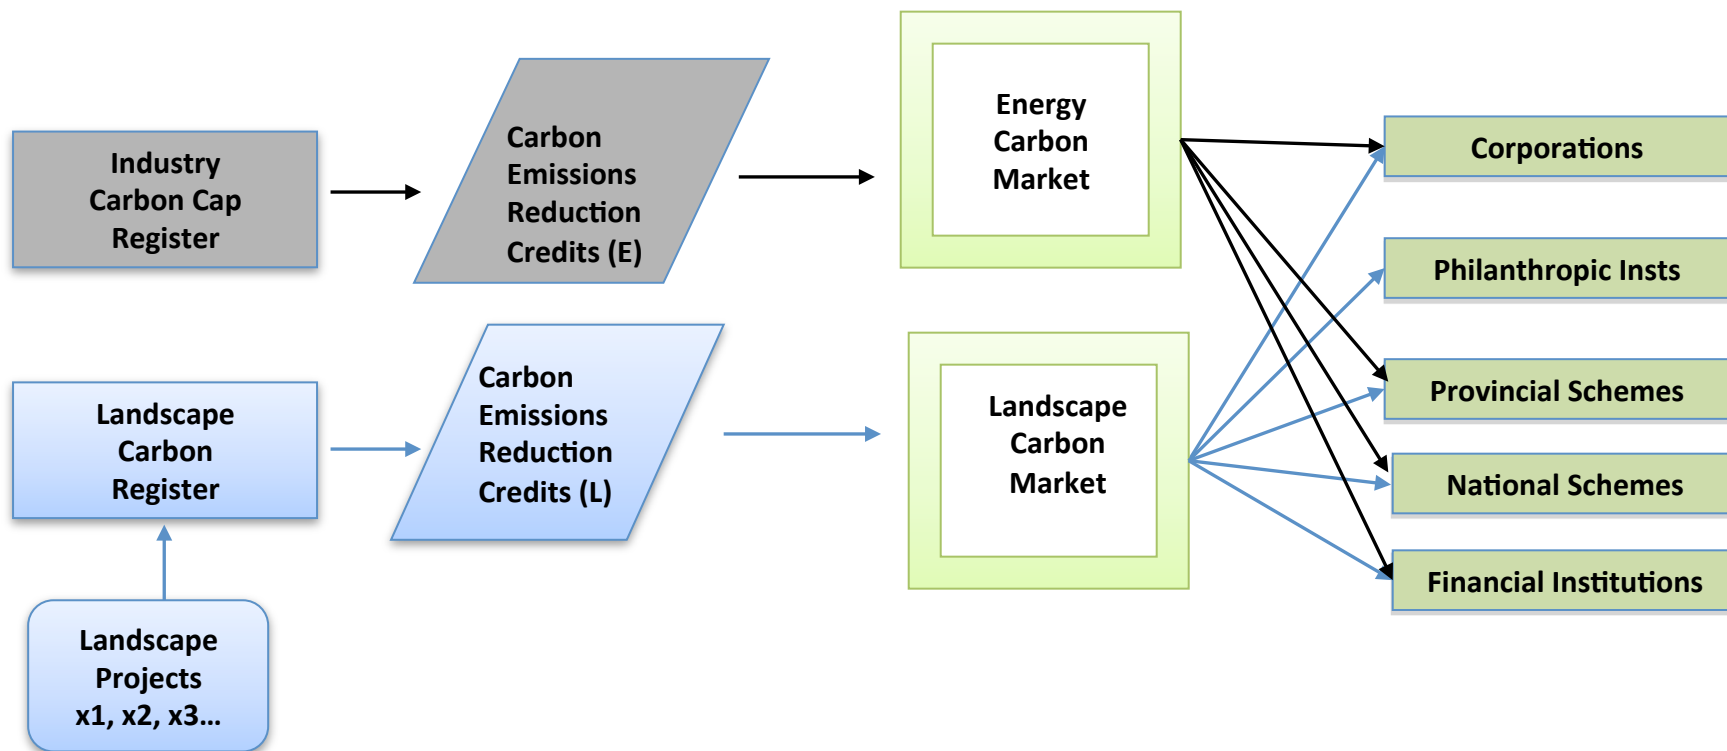 Industry
Carbon Cap
Register
Carbon
Emissions
Reduction
Credits (E)
Energy
Carbon
Market
Corporations
Philanthropic Insts
Provincial Schemes
National Schemes
Financial Institutions
Landscape
Carbon
Register
Carbon
Emissions
Reduction
Credits (L)
Landscape
Carbon
Market
Landscape
Projects
x1, x2, x3...